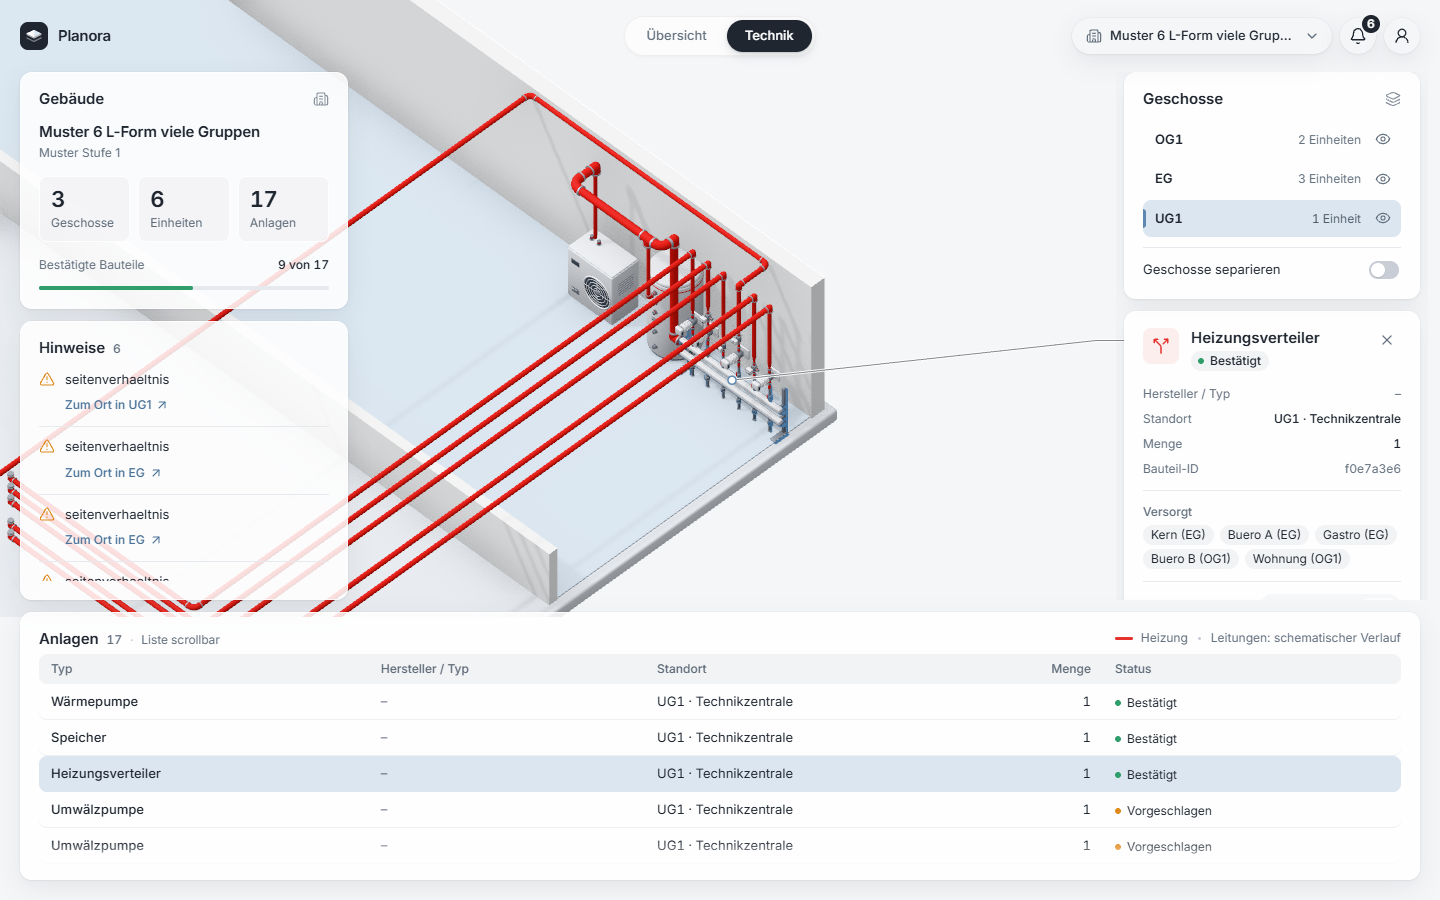 Planora
Übersicht
Technik
Muster 6 L-Form viele Grup...
6
Gebäude
Muster 6 L-Form viele Gruppen
Muster Stufe 1
3 6 17
Geschosse Einheiten Anlagen
Bestätigte Bauteile 9 von 17
Hinweise 6
seitenverhaeltnis
Zum Ort in UG1
seitenverhaeltnis
Zum Ort in EG
seitenverhaeltnis
Zum Ort in EG
seitenverhaeltnis
Geschosse
OG1 2 Einheiten
EG 3 Einheiten
UG1 1 Einheit
Geschosse separieren
Heizungsverteiler
Bestätigt
Hersteller / Typ –
Standort UG1 · Technikzentrale
Menge 1
Bauteil-ID f0e7a3e6
Versorgt
Kern (EG) Buero A (EG) Gastro (EG)
Buero B (OG1) Wohnung (OG1)
Anlagen 17 · Liste scrollbar
Heizung • Leitungen: schematischer Verlauf
Typ Hersteller / Typ Standort Menge Status
Wärmepumpe – UG1 · Technikzentrale 1 Bestätigt
Speicher – UG1 · Technikzentrale 1 Bestätigt
Heizungsverteiler – UG1 · Technikzentrale 1 Bestätigt
Umwälzpumpe – UG1 · Technikzentrale 1 Vorgeschlagen
Umwälzpumpe – UG1 · Technikzentrale 1 Vorgeschlagen